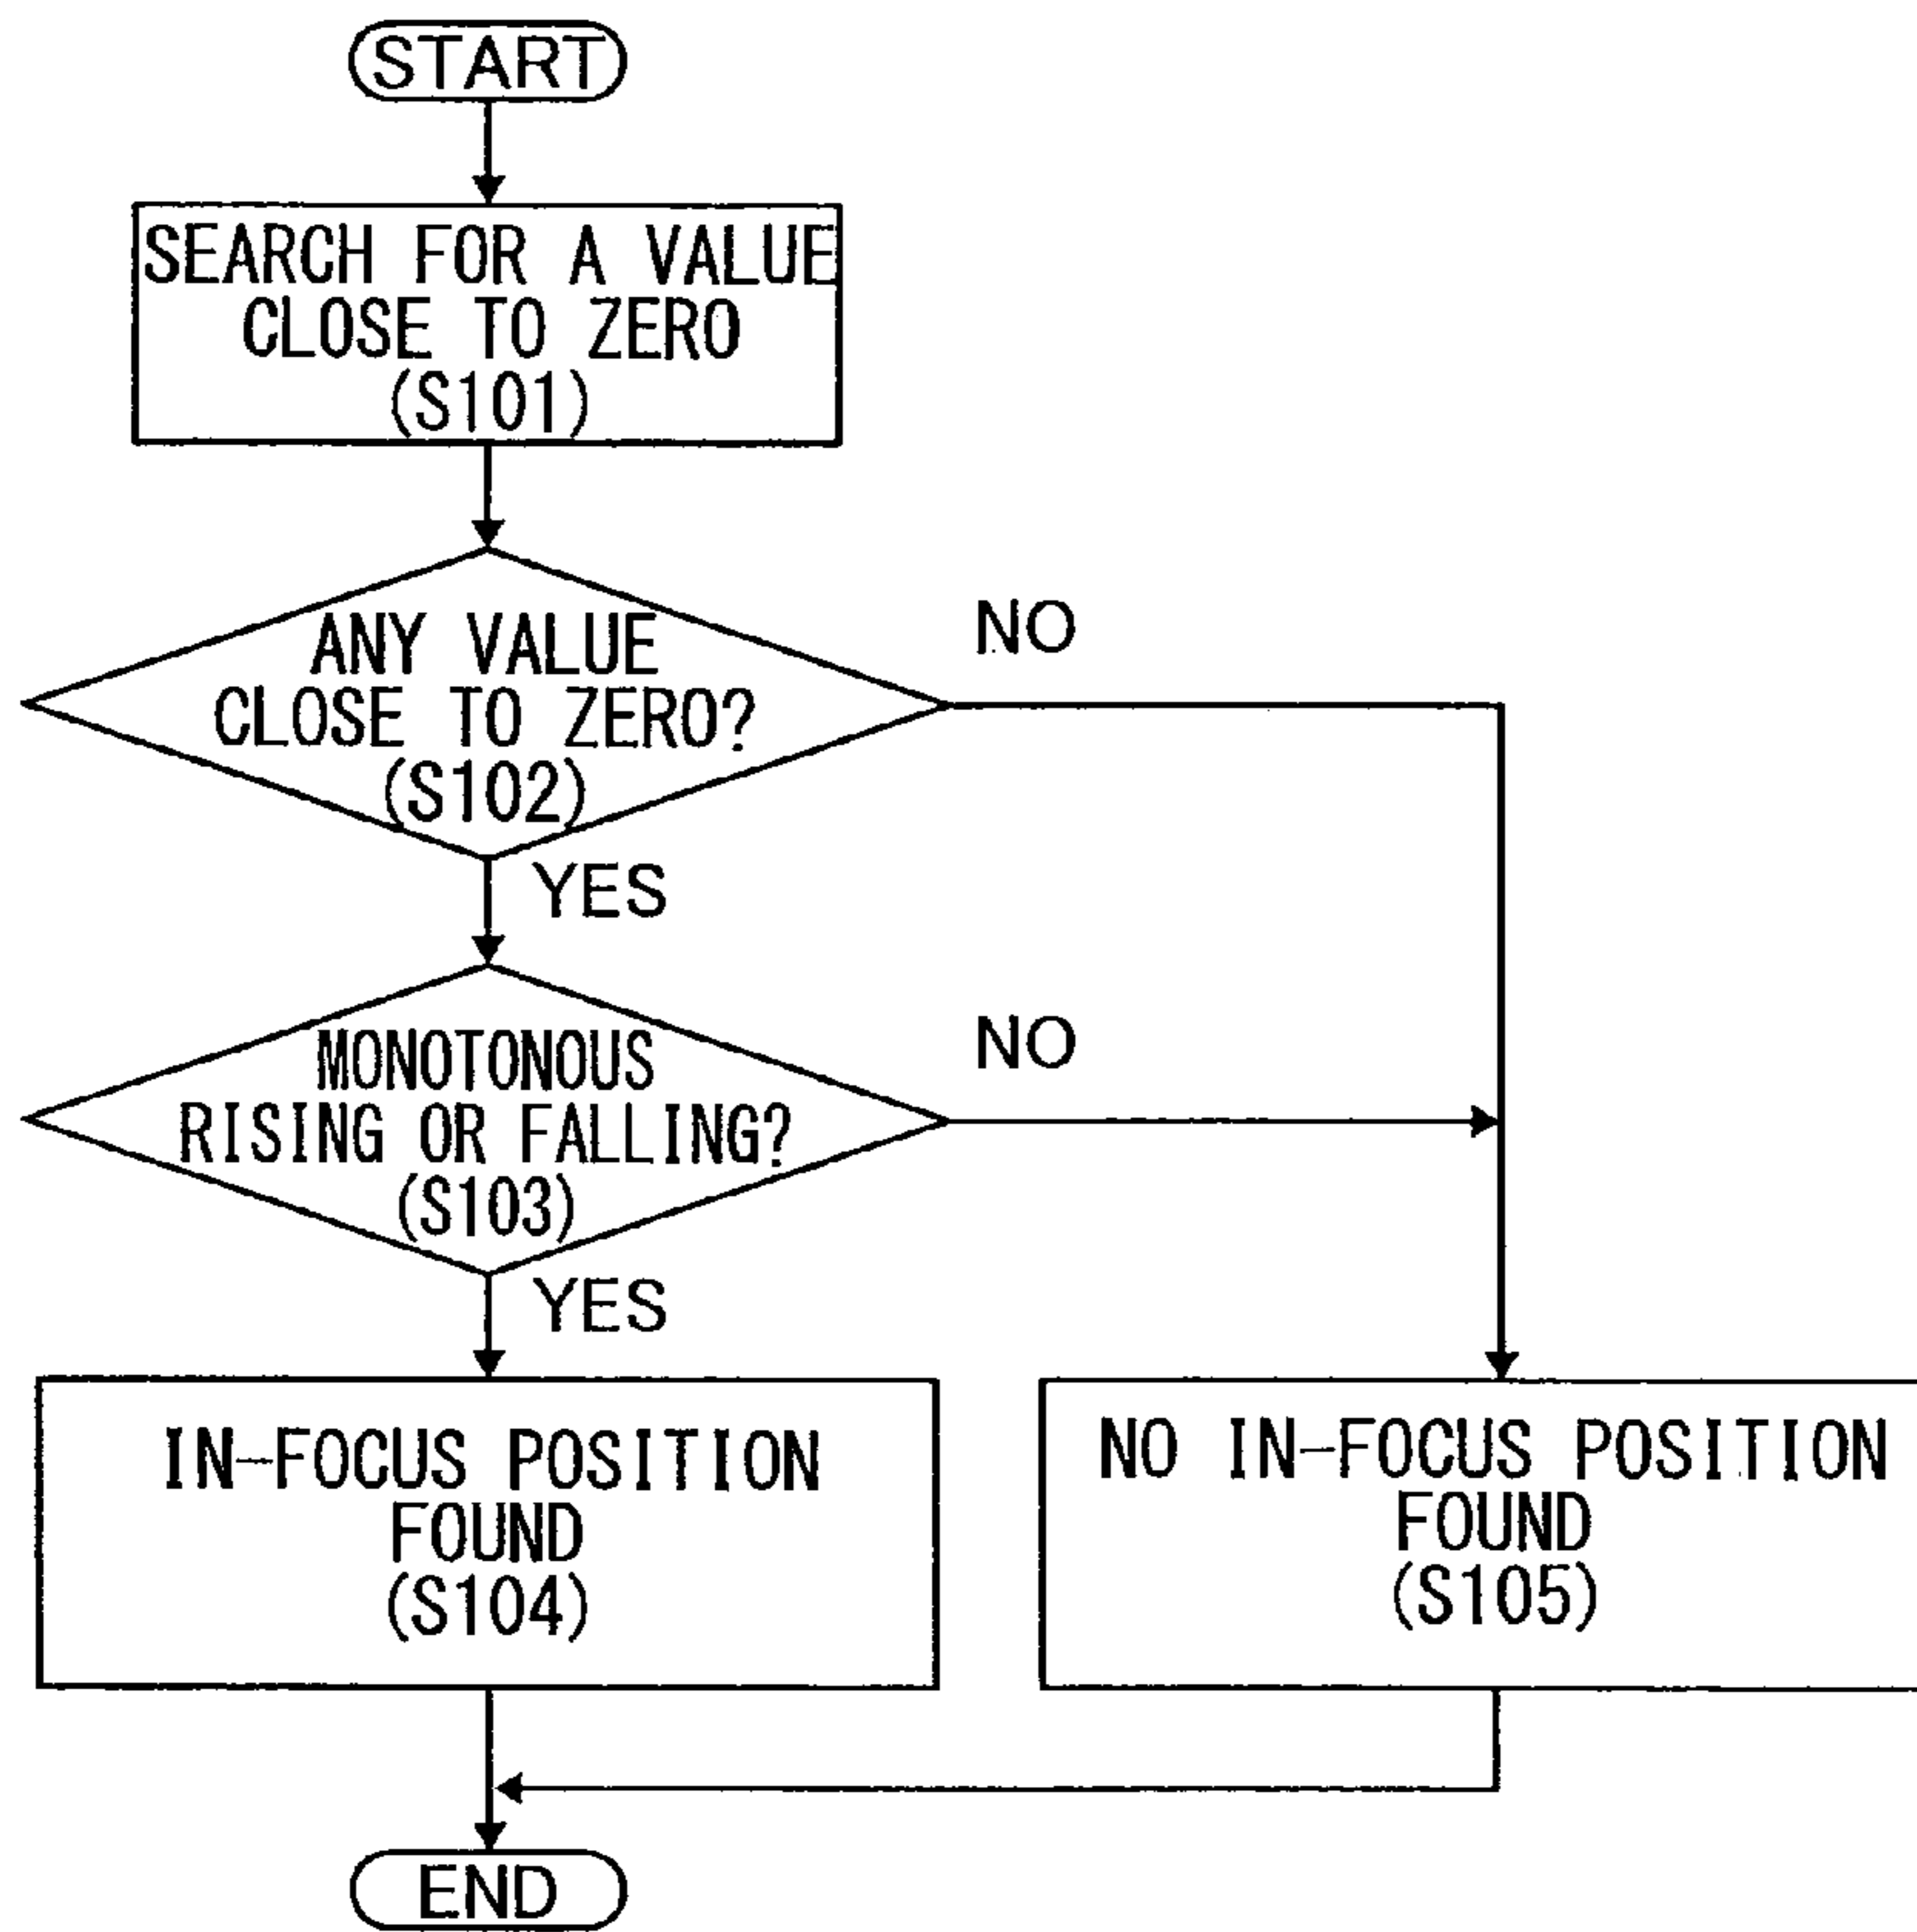 START
SEARCH FOR A VALUE
CLOSE TO ZERO
(S101)
ANY VALUE
CLOSE TO ZERO?
(S102)
NO
YES
MONOTONOUS
RISING OR FALLING?
(S103)
NO
YES
IN-FOCUS POSITION
FOUND
(S104)
NO IN-FOCUS POSITION
FOUND
(S105)
END